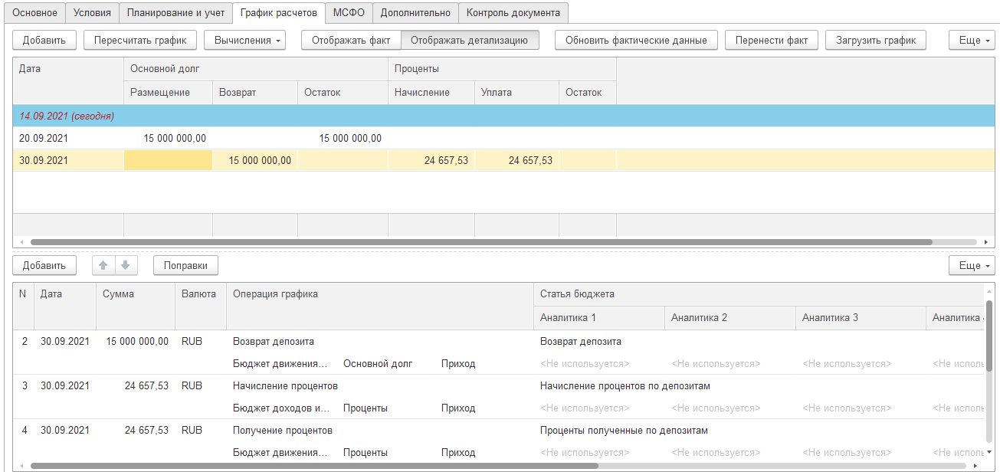 Основное Условия Планирование и учет График расчетов МСФО Дополнительно Контроль документа
Добавить Пересчитать график Вычисления Отображать факт Отображать детализацию Обновить фактические данные Перенести факт Загрузить график Еще
Дата Основной долг Проценты
Размещение Возврат Остаток Начисление Уплата Остаток
14.09.2021 (сегодня)
20.09.2021 15 000 000,00 15 000 000,00
30.09.2021 15 000 000,00 24 657,53 24 657,53
Добавить Поправки Еще
N Дата Сумма Валюта Операция графика Статья бюджета
Аналитика 1 Аналитика 2 Аналитика 3 Аналитика
2 30.09.2021 15 000 000,00 RUB Возврат депозита Возврат депозита
Бюджет движения... Основной долг Приход <Не используется> <Не используется> <Не используется> <Не исполь
3 30.09.2021 24 657,53 RUB Начисление процентов Начисление процентов по депозитам
Бюджет доходов и... Проценты Приход <Не используется> <Не используется> <Не используется> <Не исполь
4 30.09.2021 24 657,53 RUB Получение процентов Проценты полученные по депозитам
Бюджет движения... Проценты Приход <Не используется> <Не используется> <Не используется> <Не исполь